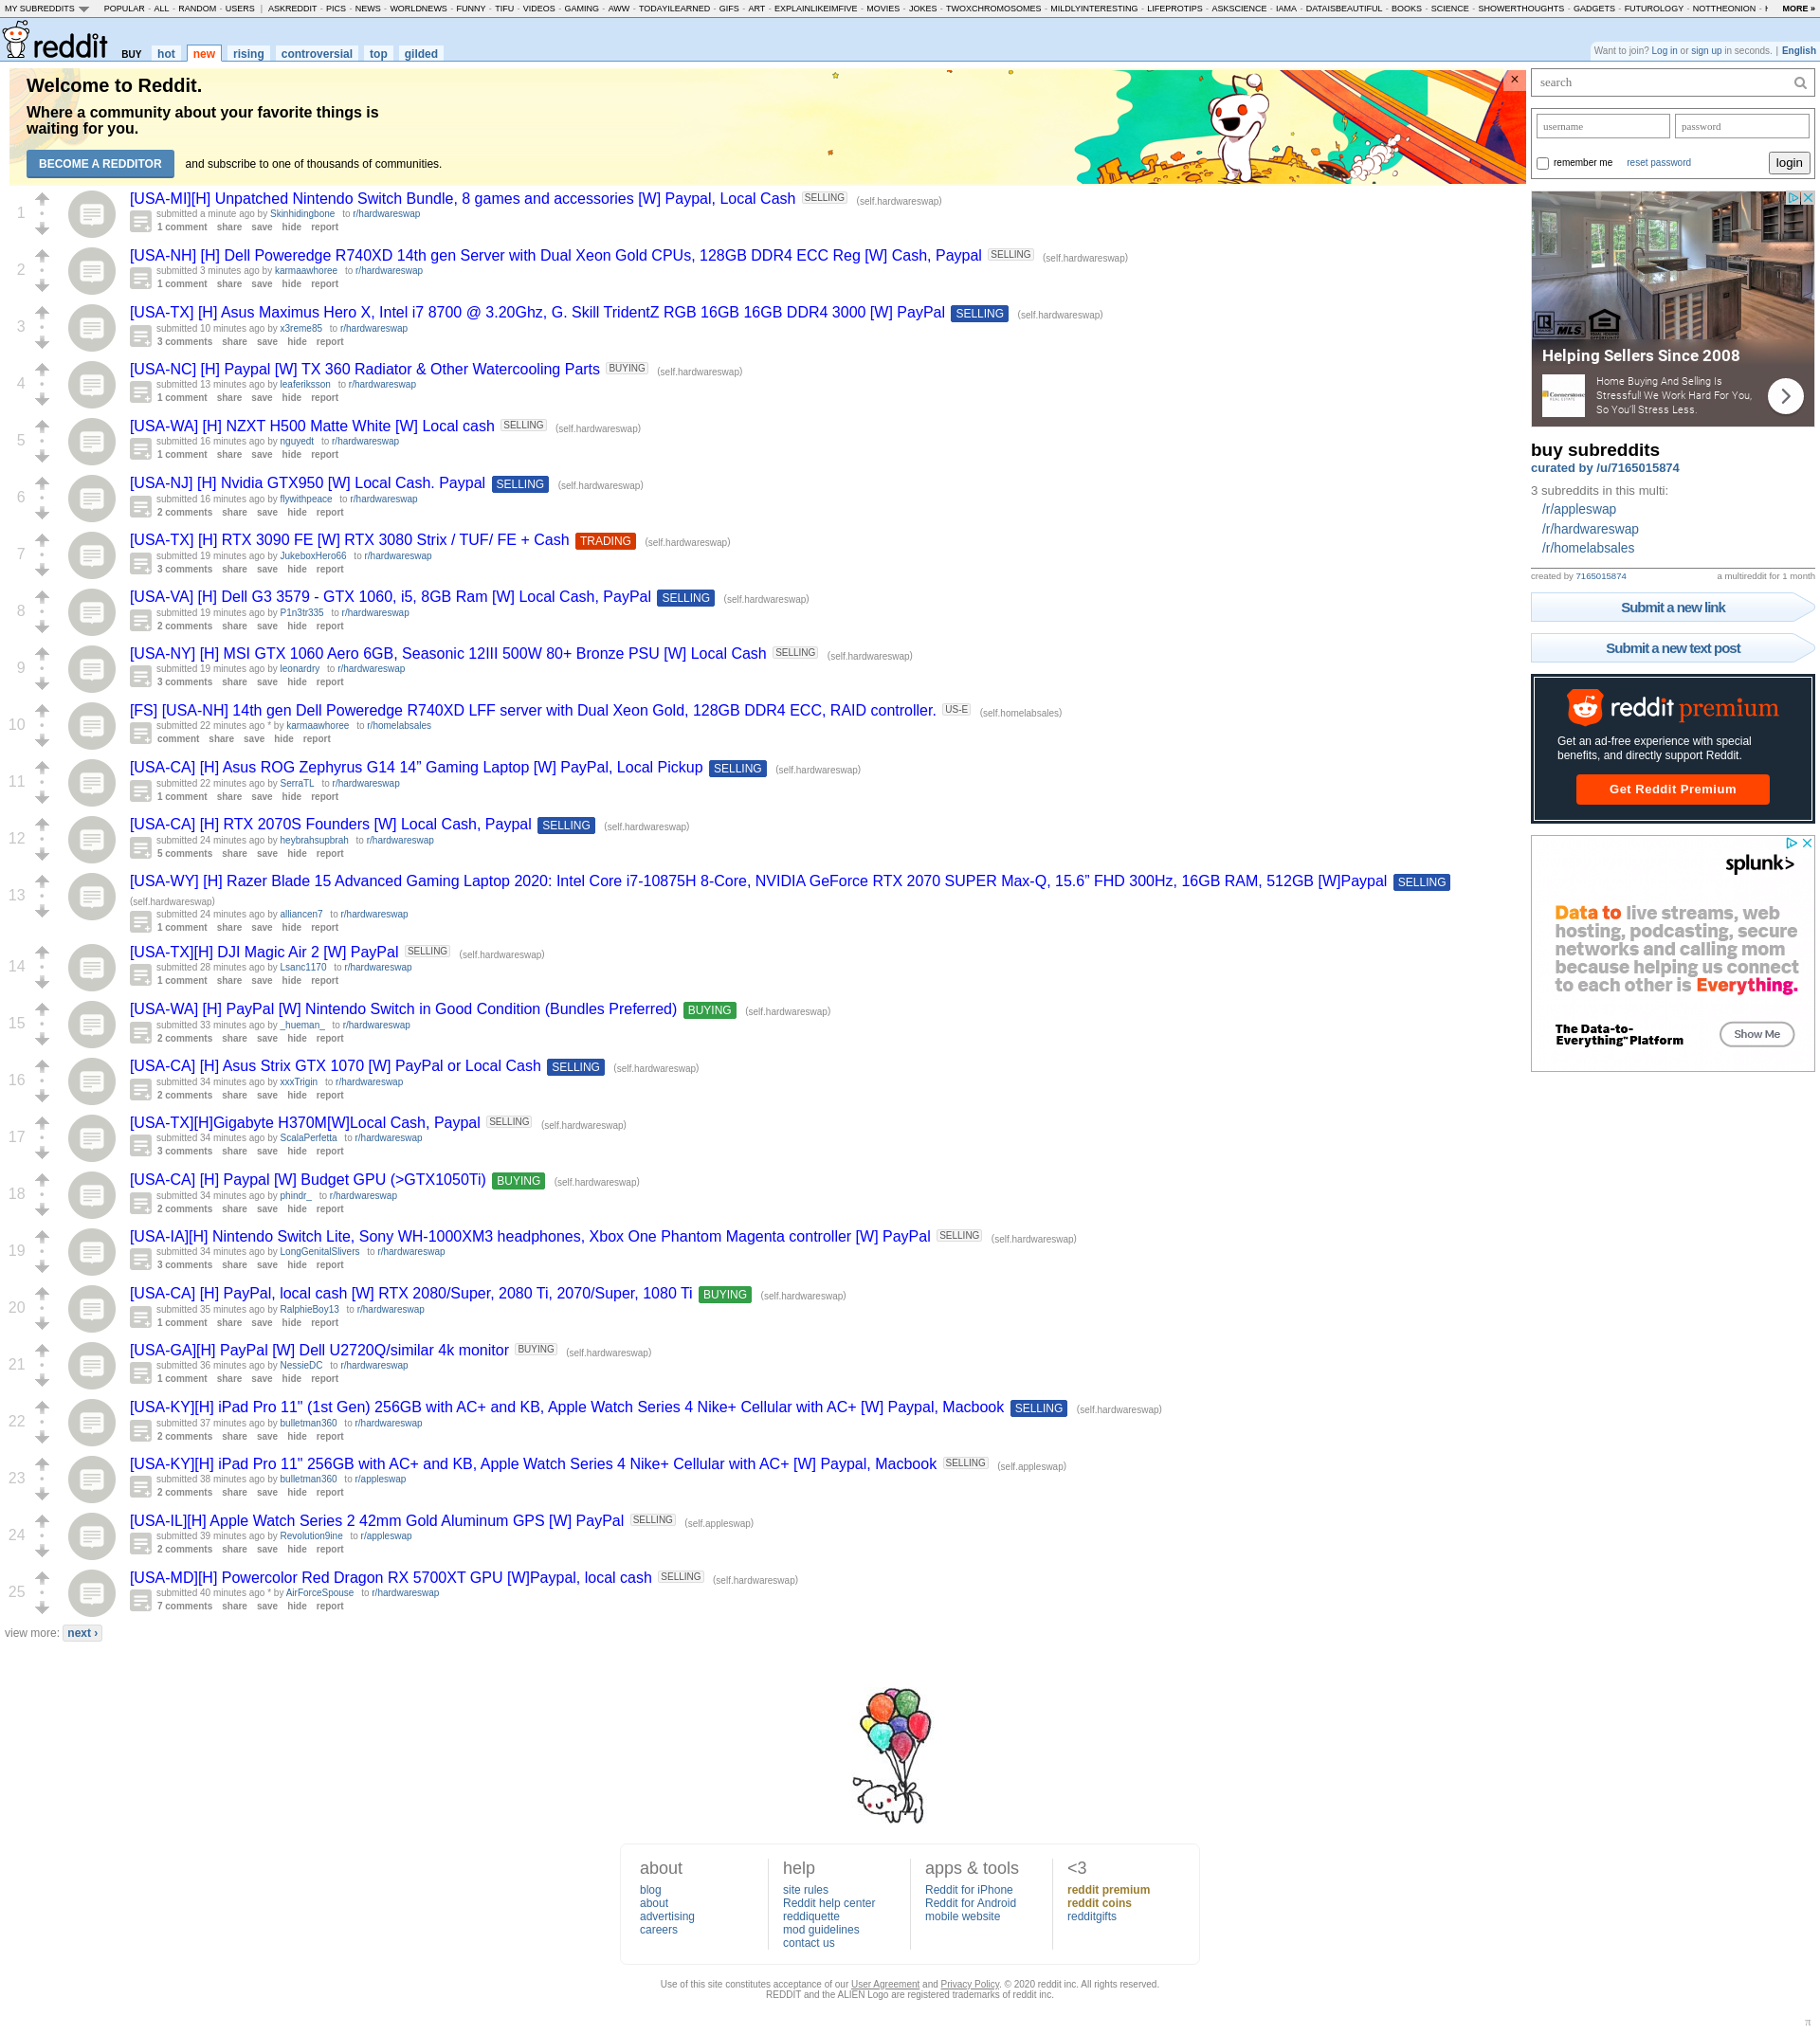 MY SUBREDDITS POPULAR - ALL - RANDOM - USERS | ASKREDDIT - PICS - NEWS - WORLDNEWS - FUNNY - TIFU - VIDEOS - GAMING - AWW - TODAYILEARNED - GIFS - ART - EXPLAINLIKEIMFIVE - MOVIES - JOKES - TWOXCHROMOSOMES - MILDLYINTERESTING - LIFEPROTIPS - ASKSCIENCE - IAMA - DATAISBEAUTIFUL - BOOKS - SCIENCE - SHOWERTHOUGHTS - GADGETS - FUTUROLOGY - NOTTHEONION - MORE »
reddit BUY hot new rising controversial top gilded
Want to join? Log in or sign up in seconds. | English
Welcome to Reddit.
Where a community about your favorite things is
waiting for you.
BECOME A REDDITOR and subscribe to one of thousands of communities.
1
[USA-MI][H] Unpatched Nintendo Switch Bundle, 8 games and accessories [W] Paypal, Local Cash SELLING (self.hardwareswap)
submitted a minute ago by Skinhidingbone to r/hardwareswap
1 comment share save hide report
2
[USA-NH] [H] Dell Poweredge R740XD 14th gen Server with Dual Xeon Gold CPUs, 128GB DDR4 ECC Reg [W] Cash, Paypal SELLING (self.hardwareswap)
submitted 3 minutes ago by karmaawhoree to r/hardwareswap
1 comment share save hide report
3
[USA-TX] [H] Asus Maximus Hero X, Intel i7 8700 @ 3.20Ghz, G. Skill TridentZ RGB 16GB 16GB DDR4 3000 [W] PayPal SELLING (self.hardwareswap)
submitted 10 minutes ago by x3reme85 to r/hardwareswap
3 comments share save hide report
4
[USA-NC] [H] Paypal [W] TX 360 Radiator & Other Watercooling Parts BUYING (self.hardwareswap)
submitted 13 minutes ago by leaferiksson to r/hardwareswap
1 comment share save hide report
5
[USA-WA] [H] NZXT H500 Matte White [W] Local cash SELLING (self.hardwareswap)
submitted 16 minutes ago by nguyedt to r/hardwareswap
1 comment share save hide report
6
[USA-NJ] [H] Nvidia GTX950 [W] Local Cash. Paypal SELLING (self.hardwareswap)
submitted 16 minutes ago by flywithpeace to r/hardwareswap
2 comments share save hide report
7
[USA-TX] [H] RTX 3090 FE [W] RTX 3080 Strix / TUF/ FE + Cash TRADING (self.hardwareswap)
submitted 19 minutes ago by JukeboxHero66 to r/hardwareswap
3 comments share save hide report
8
[USA-VA] [H] Dell G3 3579 - GTX 1060, i5, 8GB Ram [W] Local Cash, PayPal SELLING (self.hardwareswap)
submitted 19 minutes ago by P1n3tr335 to r/hardwareswap
2 comments share save hide report
9
[USA-NY] [H] MSI GTX 1060 Aero 6GB, Seasonic 12III 500W 80+ Bronze PSU [W] Local Cash SELLING (self.hardwareswap)
submitted 19 minutes ago by leonardry to r/hardwareswap
3 comments share save hide report
10
[FS] [USA-NH] 14th gen Dell Poweredge R740XD LFF server with Dual Xeon Gold, 128GB DDR4 ECC, RAID controller. US-E (self.homelabsales)
submitted 22 minutes ago * by karmaawhoree to r/homelabsales
comment share save hide report
11
[USA-CA] [H] Asus ROG Zephyrus G14 14” Gaming Laptop [W] PayPal, Local Pickup SELLING (self.hardwareswap)
submitted 22 minutes ago by SerraTL to r/hardwareswap
1 comment share save hide report
12
[USA-CA] [H] RTX 2070S Founders [W] Local Cash, Paypal SELLING (self.hardwareswap)
submitted 24 minutes ago by heybrahsupbrah to r/hardwareswap
5 comments share save hide report
13
[USA-WY] [H] Razer Blade 15 Advanced Gaming Laptop 2020: Intel Core i7-10875H 8-Core, NVIDIA GeForce RTX 2070 SUPER Max-Q, 15.6” FHD 300Hz, 16GB RAM, 512GB [W]Paypal SELLING
(self.hardwareswap)
submitted 24 minutes ago by alliancen7 to r/hardwareswap
1 comment share save hide report
14
[USA-TX][H] DJI Magic Air 2 [W] PayPal SELLING (self.hardwareswap)
submitted 28 minutes ago by Lsanc1170 to r/hardwareswap
1 comment share save hide report
15
[USA-WA] [H] PayPal [W] Nintendo Switch in Good Condition (Bundles Preferred) BUYING (self.hardwareswap)
submitted 33 minutes ago by _hueman_ to r/hardwareswap
2 comments share save hide report
16
[USA-CA] [H] Asus Strix GTX 1070 [W] PayPal or Local Cash SELLING (self.hardwareswap)
submitted 34 minutes ago by xxxTrigin to r/hardwareswap
2 comments share save hide report
17
[USA-TX][H]Gigabyte H370M[W]Local Cash, Paypal SELLING (self.hardwareswap)
submitted 34 minutes ago by ScalaPerfetta to r/hardwareswap
3 comments share save hide report
18
[USA-CA] [H] Paypal [W] Budget GPU (>GTX1050Ti) BUYING (self.hardwareswap)
submitted 34 minutes ago by phindr_ to r/hardwareswap
2 comments share save hide report
19
[USA-IA][H] Nintendo Switch Lite, Sony WH-1000XM3 headphones, Xbox One Phantom Magenta controller [W] PayPal SELLING (self.hardwareswap)
submitted 34 minutes ago by LongGenitalSlivers to r/hardwareswap
3 comments share save hide report
20
[USA-CA] [H] PayPal, local cash [W] RTX 2080/Super, 2080 Ti, 2070/Super, 1080 Ti BUYING (self.hardwareswap)
submitted 35 minutes ago by RalphieBoy13 to r/hardwareswap
1 comment share save hide report
21
[USA-GA][H] PayPal [W] Dell U2720Q/similar 4k monitor BUYING (self.hardwareswap)
submitted 36 minutes ago by NessieDC to r/hardwareswap
1 comment share save hide report
22
[USA-KY][H] iPad Pro 11" (1st Gen) 256GB with AC+ and KB, Apple Watch Series 4 Nike+ Cellular with AC+ [W] Paypal, Macbook SELLING (self.hardwareswap)
submitted 37 minutes ago by bulletman360 to r/hardwareswap
2 comments share save hide report
23
[USA-KY][H] iPad Pro 11" 256GB with AC+ and KB, Apple Watch Series 4 Nike+ Cellular with AC+ [W] Paypal, Macbook SELLING (self.appleswap)
submitted 38 minutes ago by bulletman360 to r/appleswap
2 comments share save hide report
24
[USA-IL][H] Apple Watch Series 2 42mm Gold Aluminum GPS [W] PayPal SELLING (self.appleswap)
submitted 39 minutes ago by Revolution9ine to r/appleswap
2 comments share save hide report
25
[USA-MD][H] Powercolor Red Dragon RX 5700XT GPU [W]Paypal, local cash SELLING (self.hardwareswap)
submitted 40 minutes ago * by AirForceSpouse to r/hardwareswap
7 comments share save hide report
view more: next ›
search
username password
remember me reset password login
R MLS.
Helping Sellers Since 2008
Cornerstone
Home Buying And Selling Is
Stressful! We Work Hard For You,
So You'll Stress Less.
buy subreddits
curated by /u/7165015874
3 subreddits in this multi:
/r/appleswap
/r/hardwareswap
/r/homelabsales
created by 7165015874 a multireddit for 1 month
Submit a new link
Submit a new text post
reddit premium
Get an ad-free experience with special
benefits, and directly support Reddit.
Get Reddit Premium
splunk>
Data to live streams, web
hosting, podcasting, secure
networks and calling mom
because helping us connect
to each other is Everything.
The Data-to-
Everything™ Platform
Show Me
about
blog
about
advertising
careers
help
site rules
Reddit help center
reddiquette
mod guidelines
contact us
apps & tools
Reddit for iPhone
Reddit for Android
mobile website
<3
reddit premium
reddit coins
redditgifts
Use of this site constitutes acceptance of our User Agreement and Privacy Policy. © 2020 reddit inc. All rights reserved.
REDDIT and the ALIEN Logo are registered trademarks of reddit inc.
π